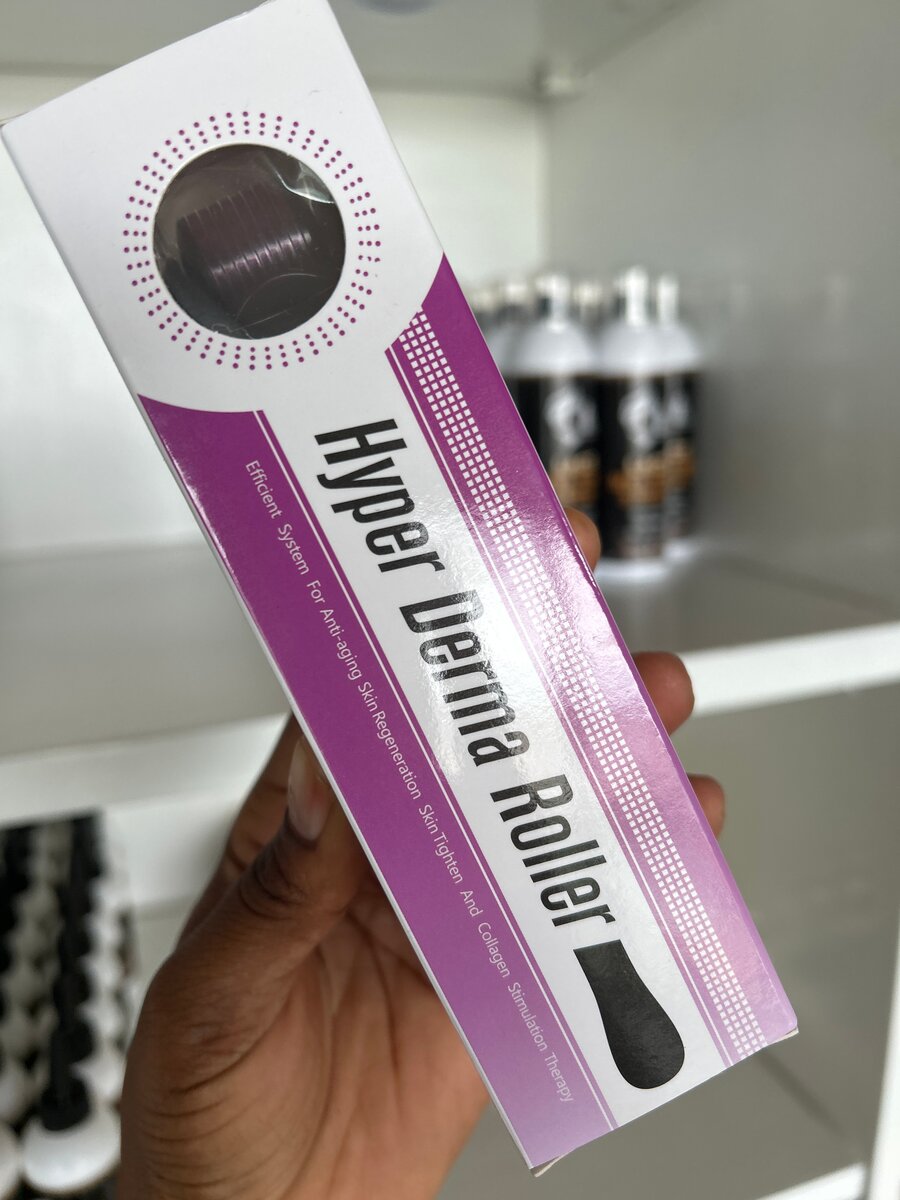 Hyper Derma Roller
Efficient System For Anti-aging Skin Regeneration Skin Tighten And Collagen Stimulation Therapy